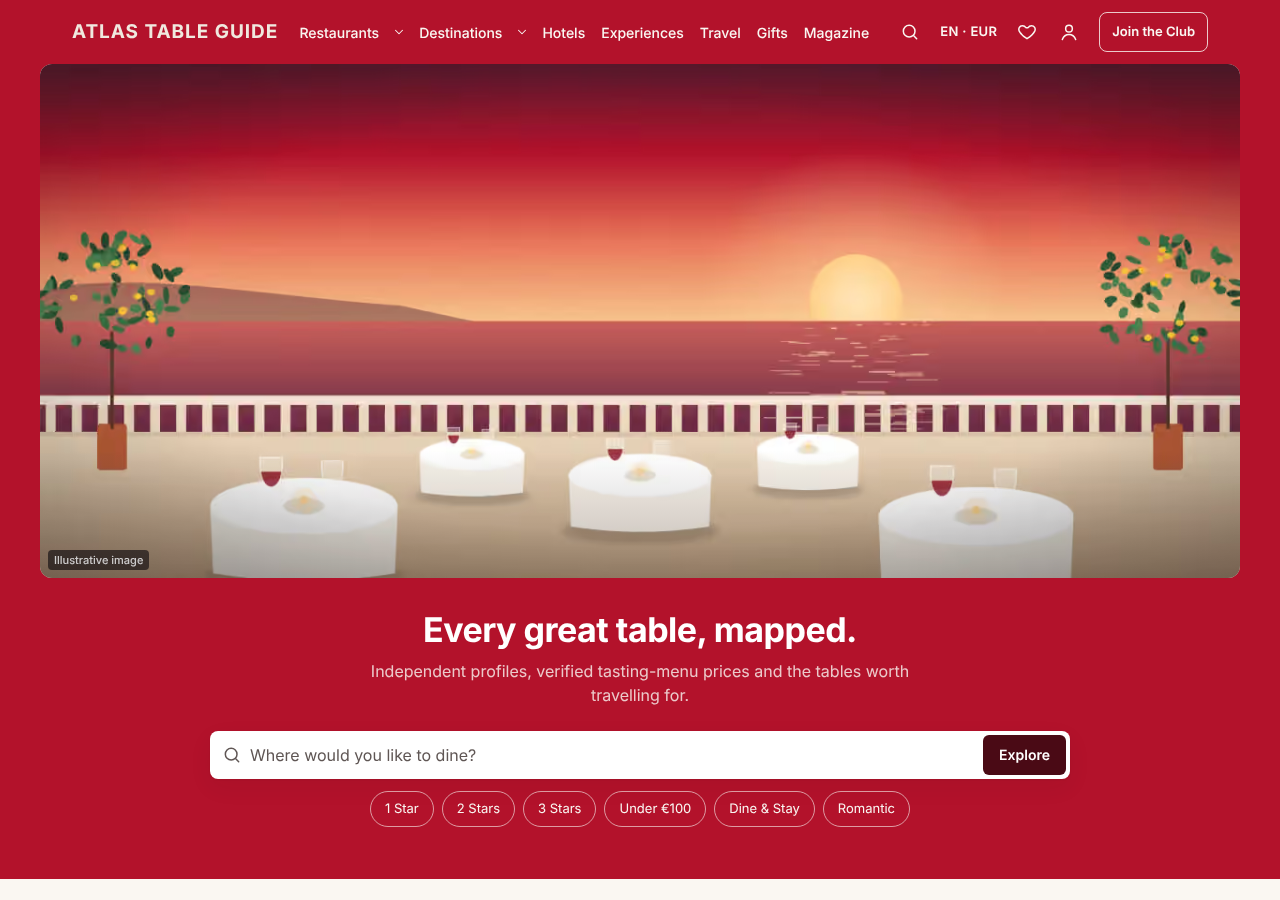 ATLAS TABLE GUIDE Restaurants Destinations Hotels Experiences Travel Gifts Magazine EN · EUR Join the Club
Illustrative image
Every great table, mapped.
Independent profiles, verified tasting-menu prices and the tables worth
travelling for.
Where would you like to dine? Explore
1 Star 2 Stars 3 Stars Under €100 Dine & Stay Romantic